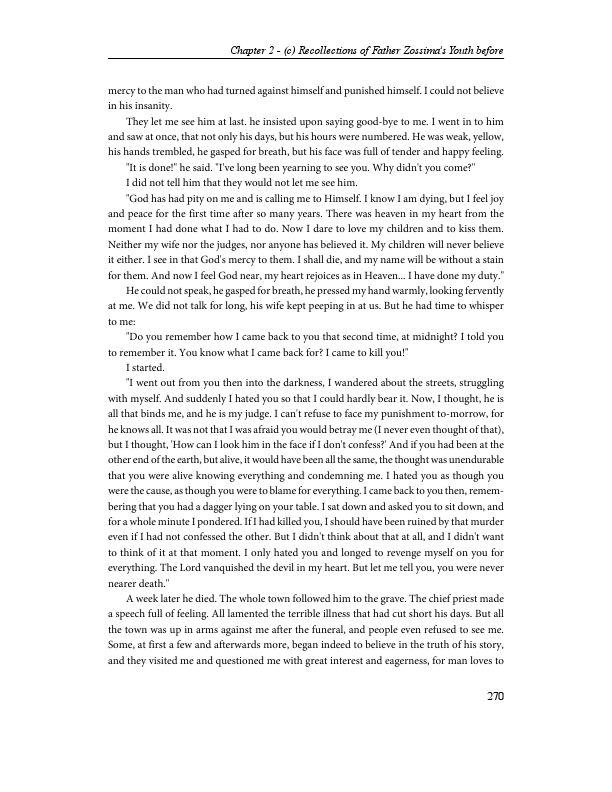 Chapter 2 - (c) Recollections of Father Zossima's Youth before
mercy to the man who had turned against himself and punished himself. I could not believe
in his insanity.
They let me see him at last. he insisted upon saying good-bye to me. I went in to him
and saw at once, that not only his days, but his hours were numbered. He was weak, yellow,
his hands trembled, he gasped for breath, but his face was full of tender and happy feeling.
"It is done!" he said. "I've long been yearning to see you. Why didn't you come?"
I did not tell him that they would not let me see him.
"God has had pity on me and is calling me to Himself. I know I am dying, but I feel joy
and peace for the first time after so many years. There was heaven in my heart from the
moment I had done what I had to do. Now I dare to love my children and to kiss them.
Neither my wife nor the judges, nor anyone has believed it. My children will never believe
it either. I see in that God's mercy to them. I shall die, and my name will be without a stain
for them. And now I feel God near, my heart rejoices as in Heaven... I have done my duty."
He could not speak, he gasped for breath, he pressed my hand warmly, looking fervently
at me. We did not talk for long, his wife kept peeping in at us. But he had time to whisper
to me:
"Do you remember how I came back to you that second time, at midnight? I told you
to remember it. You know what I came back for? I came to kill you!"
I started.
"I went out from you then into the darkness, I wandered about the streets, struggling
with myself. And suddenly I hated you so that I could hardly bear it. Now, I thought, he is
all that binds me, and he is my judge. I can't refuse to face my punishment to-morrow, for
he knows all. It was not that I was afraid you would betray me (I never even thought of that),
but I thought, 'How can I look him in the face if I don't confess?' And if you had been at the
other end of the earth, but alive, it would have been all the same, the thought was unendurable
that you were alive knowing everything and condemning me. I hated you as though you
were the cause, as though you were to blame for everything. I came back to you then, remem-
bering that you had a dagger lying on your table. I sat down and asked you to sit down, and
for a whole minute I pondered. If I had killed you, I should have been ruined by that murder
even if I had not confessed the other. But I didn't think about that at all, and I didn't want
to think of it at that moment. I only hated you and longed to revenge myself on you for
everything. The Lord vanquished the devil in my heart. But let me tell you, you were never
nearer death."
A week later he died. The whole town followed him to the grave. The chief priest made
a speech full of feeling. All lamented the terrible illness that had cut short his days. But all
the town was up in arms against me after the funeral, and people even refused to see me.
Some, at first a few and afterwards more, began indeed to believe in the truth of his story,
and they visited me and questioned me with great interest and eagerness, for man loves to
270